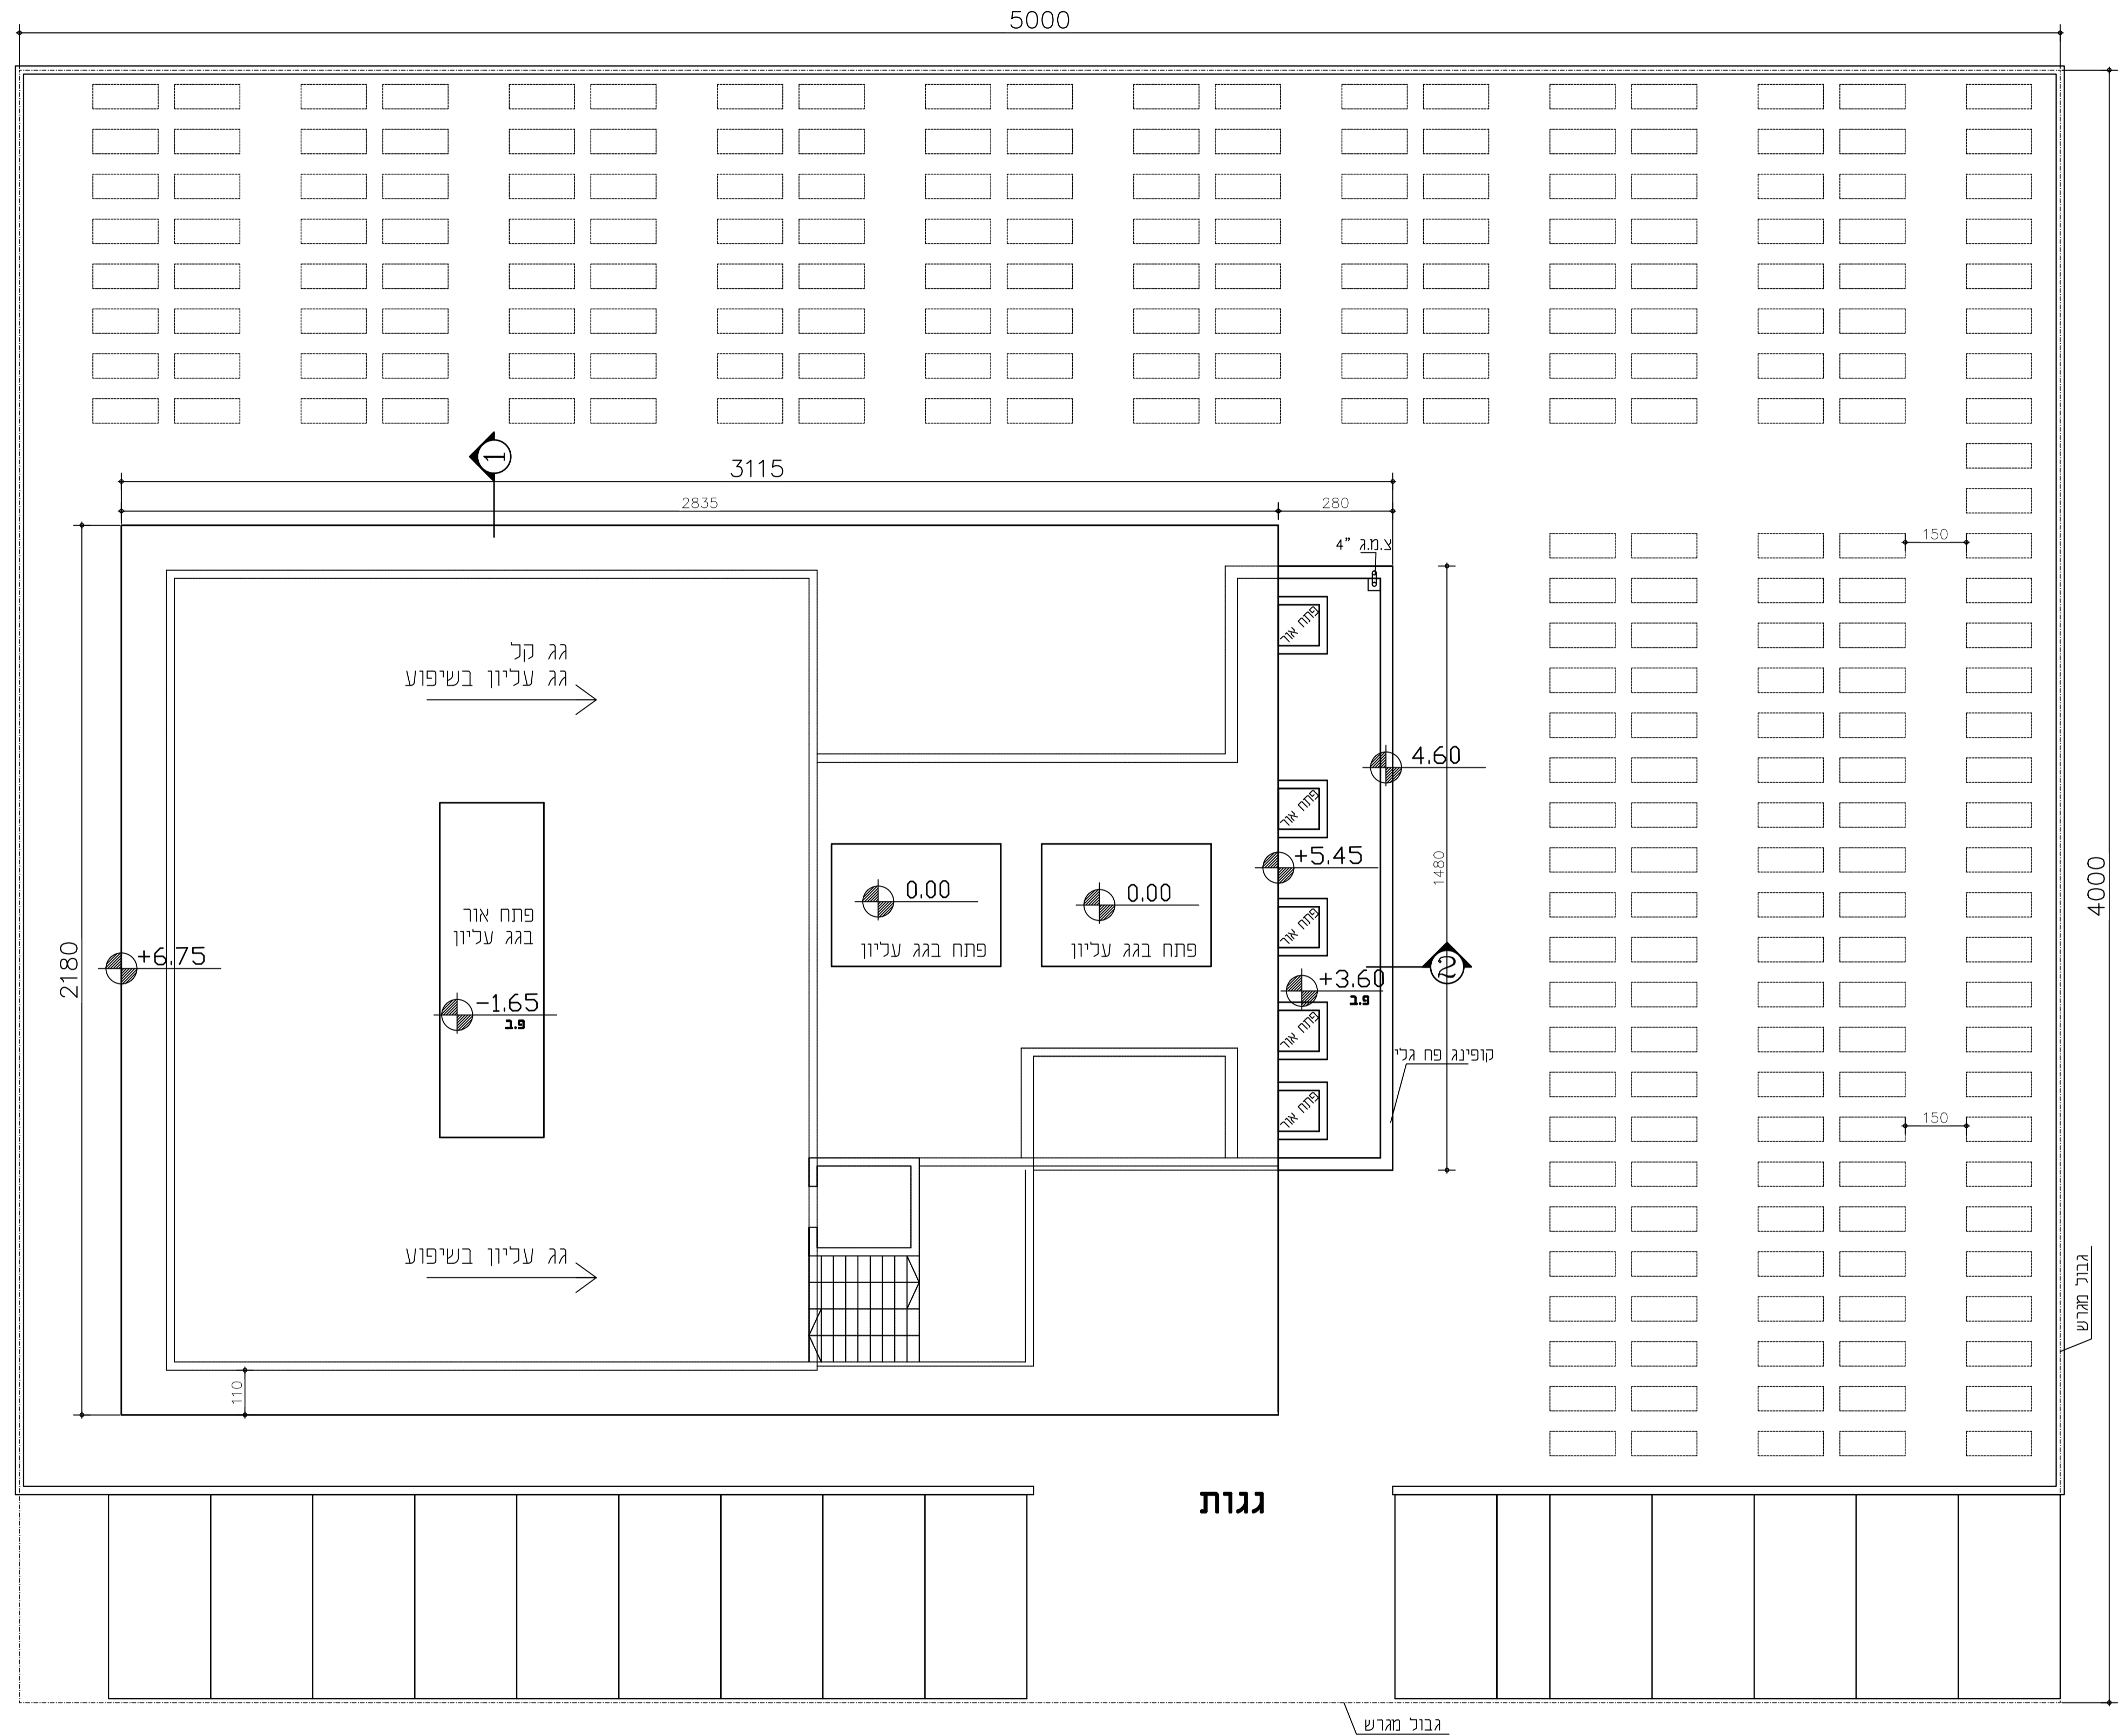 5000
1
3115
2835
280
150
צ.מ.ג "4
גג קל
גג עליון בשיפוע
פתח אור
4.60
פתח אור
+5.45
1480
4000
0.00
0.00
פתח אור
בגג עליון
פתח אור
פתח בגג עליון
פתח בגג עליון
+6.75
2180
2
+3.60
פ.ב
-1.65
פ.ב
פתח אור
קופינג פח גלי
פתח אור
150
גג עליון בשיפוע
גבול מגרש
110
גגות
גבול מגרש